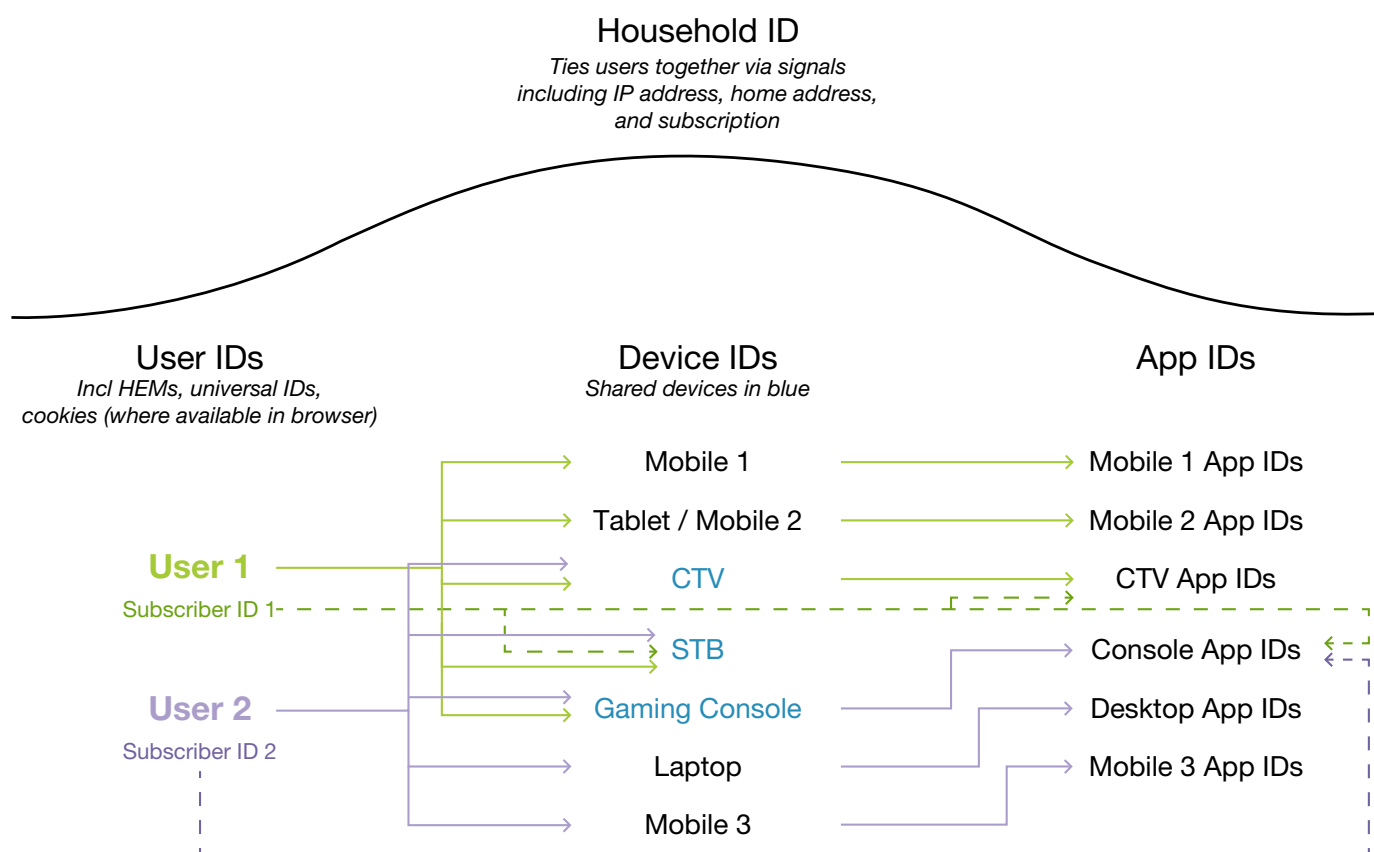 Household ID
Ties users together via signals
including IP address, home address,
and subscription
User IDs
Incl HEMs, universal IDs,
cookies (where available in browser)
Device IDs
Shared devices in blue
App IDs
Mobile 1
Mobile 1 App IDs
Tablet / Mobile 2
Mobile 2 App IDs
User 1
CTV
CTV App IDs
Subscriber ID 1
STB
Console App IDs
User 2
Gaming Console
Desktop App IDs
Subscriber ID 2
Laptop
Mobile 3 App IDs
Mobile 3